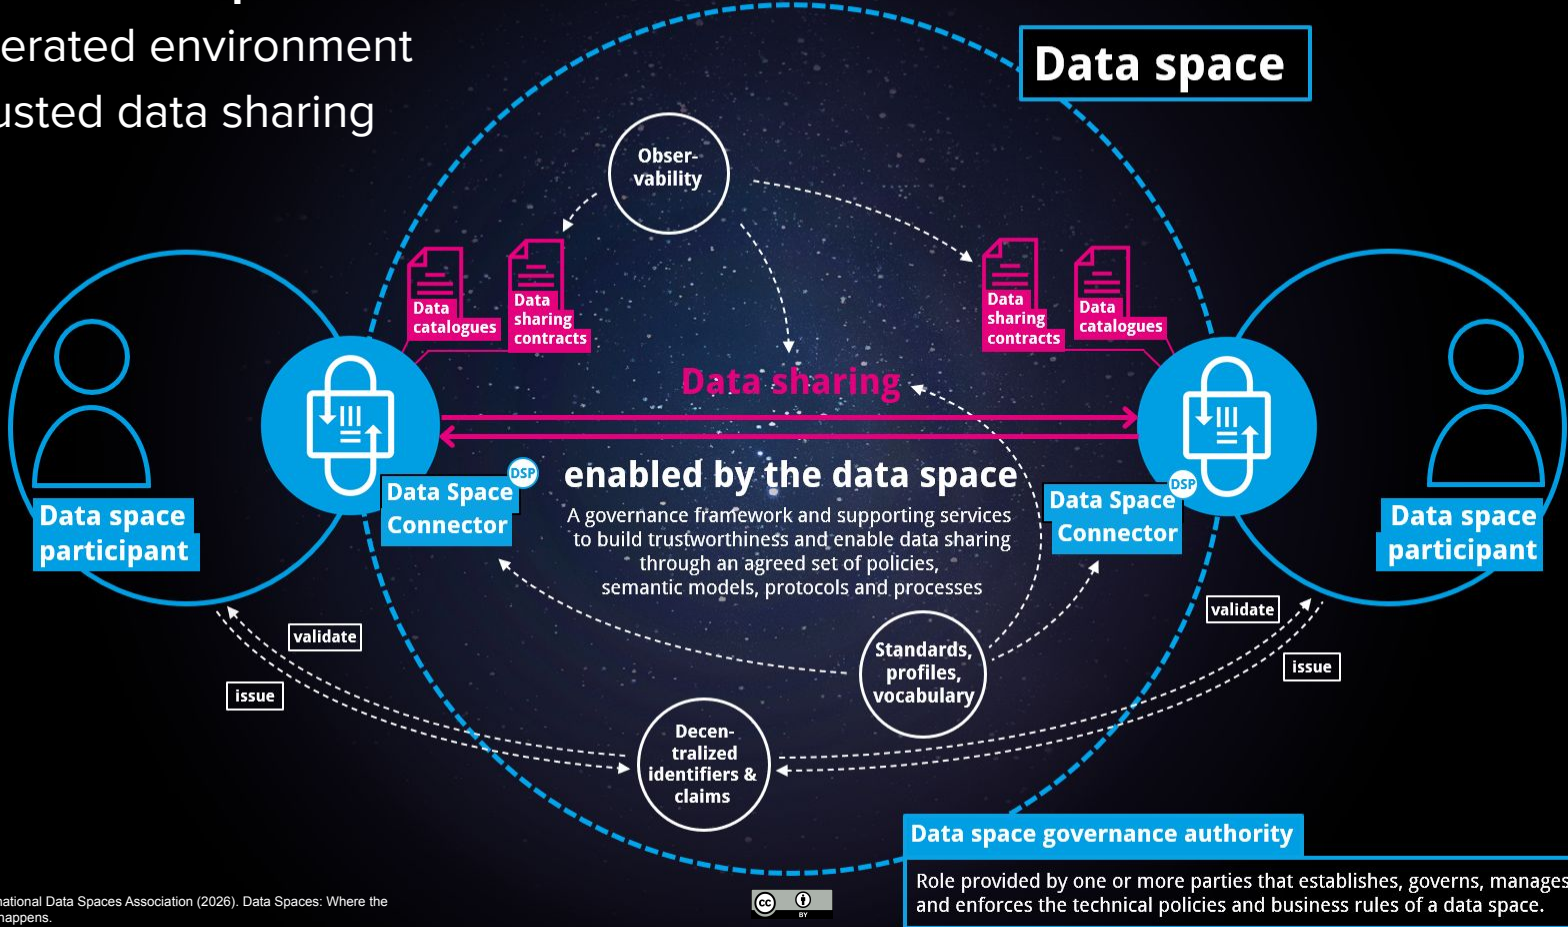 erated environment
usted data sharing
Data space
Obser-
vability
Data
catalogues
Data
sharing
contracts
Data
sharing
contracts
Data
catalogues
Data sharing
DSP
Data Space
Connector
enabled by the data space
A governance framework and supporting services
to build trustworthiness and enable data sharing
through an agreed set of policies,
semantic models, protocols and processes
DSP
Data Space
Connector
Data space
participant
Data space
participant
validate
issue
validate
issue
Standards,
profiles,
vocabulary
Decen-
tralized
identifiers &
claims
Data space governance authority
Role provided by one or more parties that establishes, governs, manages
and enforces the technical policies and business rules of a data space.
national Data Spaces Association (2026). Data Spaces: Where the
happens.
cc
BY